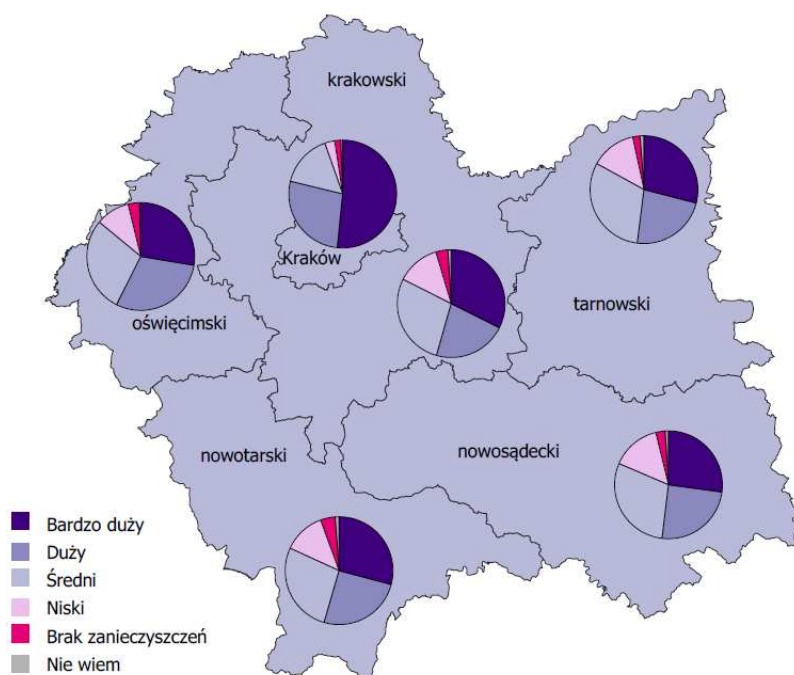 krakowski
Kraków
tarnowski
oświęcimski
nowotarski
nowosądecki
Bardzo duży
Duży
Średni
Niski
Brak zanieczyszczeń
Nie wiem